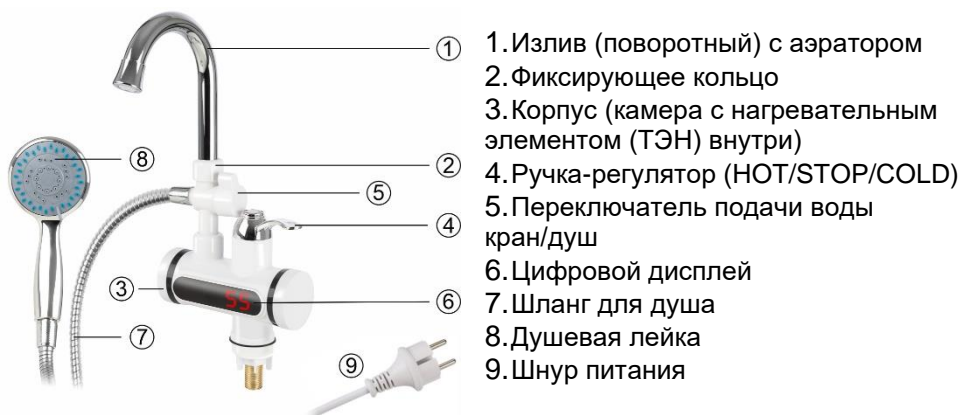 ①
②
③
④
⑤
⑥
⑦
⑧
⑨
55
1.Излив (поворотный) с аэратором
2.Фиксирующее кольцо
3.Корпус (камера с нагревательным
элементом (ТЭН) внутри)
4.Ручка-регулятор (HOT/STOP/COLD)
5.Переключатель подачи воды
кран/душ
6.Цифровой дисплей
7.Шланг для душа
8.Душевая лейка
9.Шнур питания